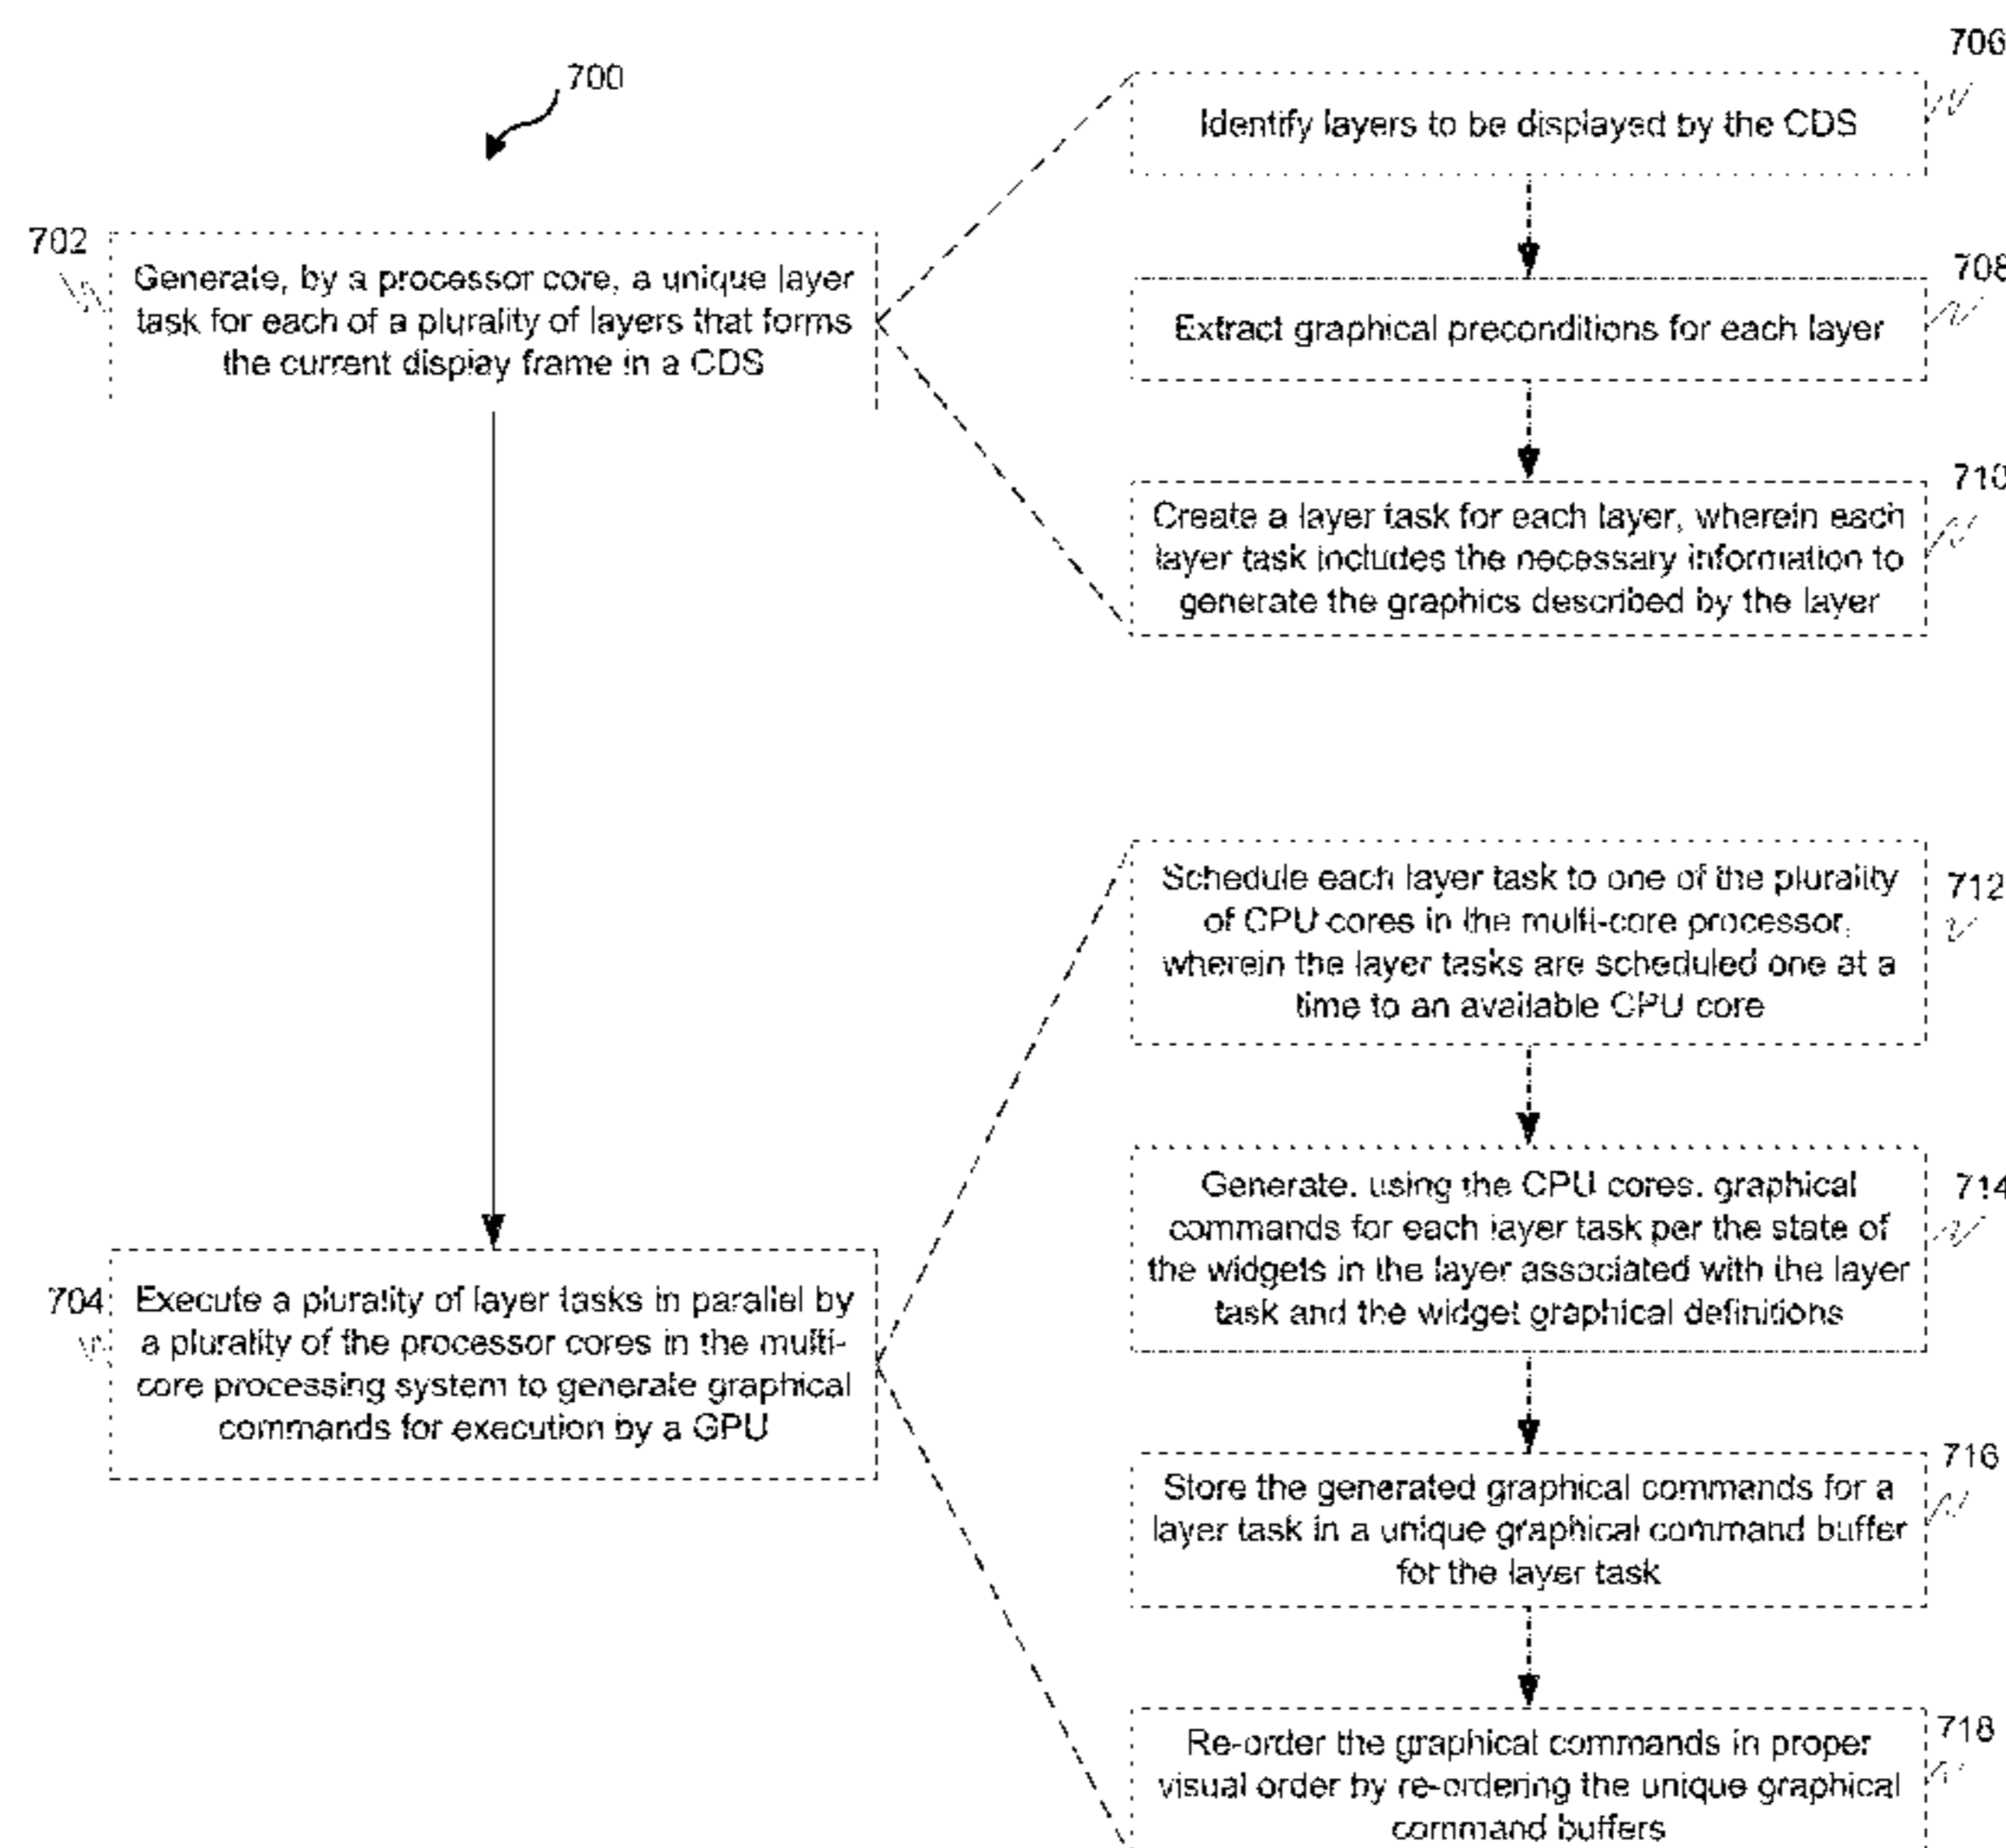 700
702
Generate, by a processor core, a unique layer
task for each of a plurality of layers that forms
the current display frame in a CDS
704
Execute a plurality of layer tasks in parallel by
a plurality of the processor cores in the multi-
core processing system to generate graphical
commands for execution by a GPU
706
Identify layers to be displayed by the CDS
708
Extract graphical preconditions for each layer
710
Create a layer task for each layer, wherein each
layer task includes the necessary information to
generate the graphics described by the layer
712
Schedule each layer task to one of the plurality
of CPU cores in the multi-core processor,
wherein the layer tasks are scheduled one at a
time to an available CPU core
714
Generate, using the CPU cores, graphical
commands for each layer task per the state of
the widgets in the layer associated with the layer
task and the widget graphical definitions
716
Store the generated graphical commands for a
layer task in a unique graphical command buffer
for the layer task
718
Re-order the graphical commands in proper
visual order by re-ordering the unique graphical
command buffers